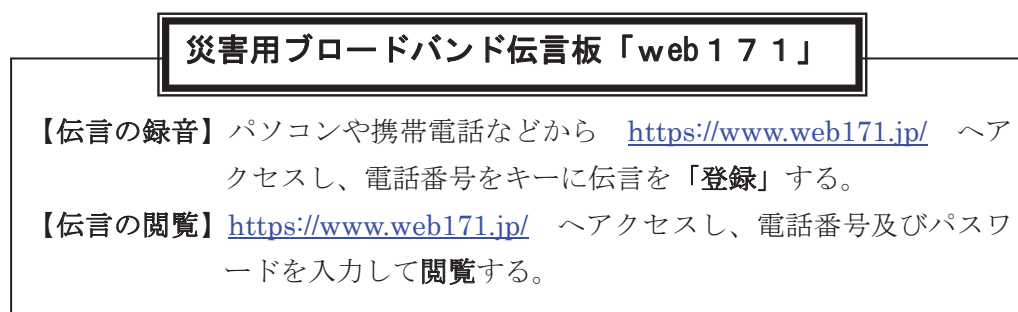 災害用ブロードバンド伝言板「ｗeb１７１」
【伝言の録音】パソコンや携帯電話などから　https://www.web171.jp/　へア
クセスし、電話番号をキーに伝言を「登録」する。
【伝言の閲覧】https://www.web171.jp/　へアクセスし、電話番号及びパスワ
ードを入力して閲覧する。